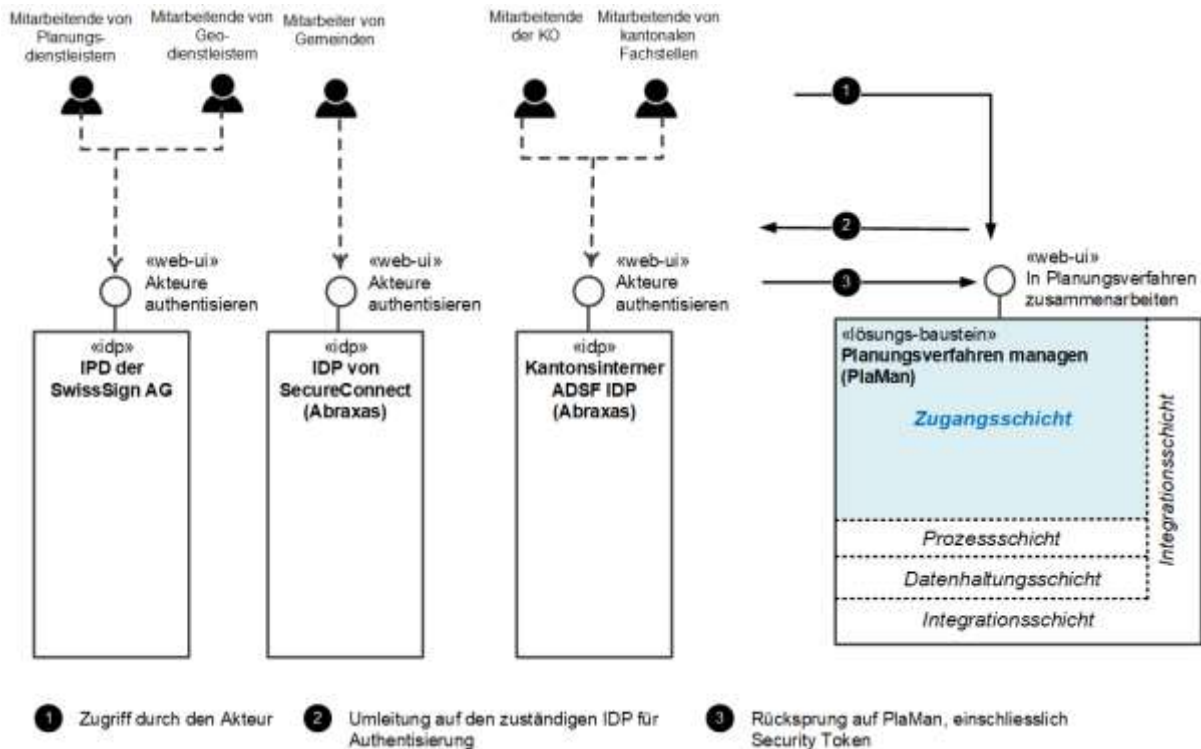 Mitarbeitende von
Planungs-
dienstleistern
Mitarbeitende von
Geo-
dienstleistern
Mitarbeiter von
Gemeinden
Mitarbeitende
der KO
Mitarbeitende von
kantonalen
Fachstellen
1
2
3
«web-ui»
Akteure
authentisieren
«web-ui»
Akteure
authentisieren
«web-ui»
Akteure
authentisieren
«web-ui»
In Planungsverfahren
zusammenarbeiten
«idp»
IPD der
SwissSign AG
«idp»
IDP von
SecureConnect
(Abraxas)
«idp»
Kantonsinterner
ADSF IDP
(Abraxas)
«lösungs-baustein»
Planungsverfahren managen
(PlaMan)
Zugangsschicht
Prozessschicht
Datenhaltungsschicht
Integrationsschicht
Integrationsschicht
1 Zugriff durch den Akteur
2 Umleitung auf den zuständigen IDP für
Authentisierung
3 Rücksprung auf PlaMan, einschliesslich
Security Token